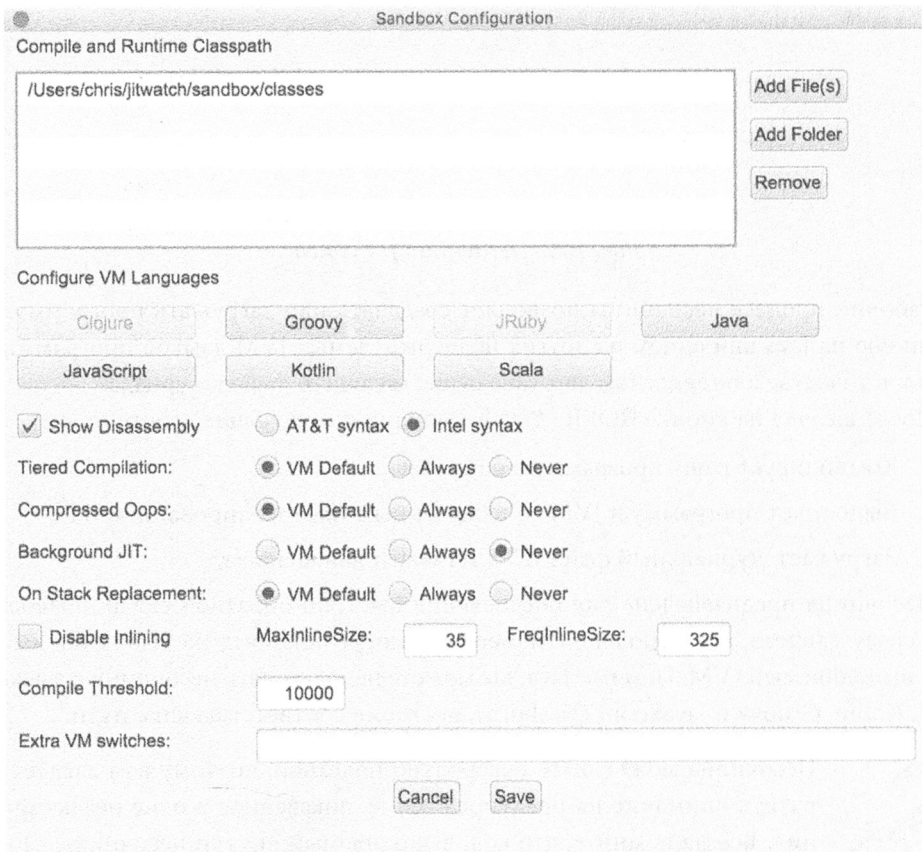 Sandbox Configuration
Compile and Runtime Classpath
/Users/chris/jitwatch/sandbox/classes
Add File(s)
Add Folder
Remove
Configure VM Languages
Clojure Groovy JRuby Java
JavaScript Kotlin Scala
Show Disassembly AT&T syntax Intel syntax
Tiered Compilation: VM Default Always Never
Compressed Oops: VM Default Always Never
Background JIT: VM Default Always Never
On Stack Replacement: VM Default Always Never
Disable Inlining MaxInlineSize: 35 FreqInlineSize: 325
Compile Threshold: 10000
Extra VM switches:
Cancel Save